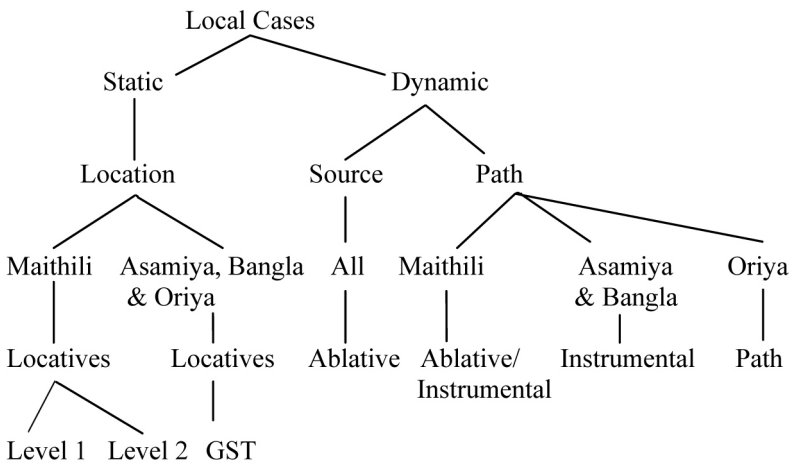 Local Cases
Static Dynamic
Location Source Path
Maithili Asamiya, Bangla All Maithili Asamiya Oriya
& Oriya & Bangla
Locatives Locatives Ablative Ablative/ Instrumental Path
Instrumental
Level 1 Level 2 GST